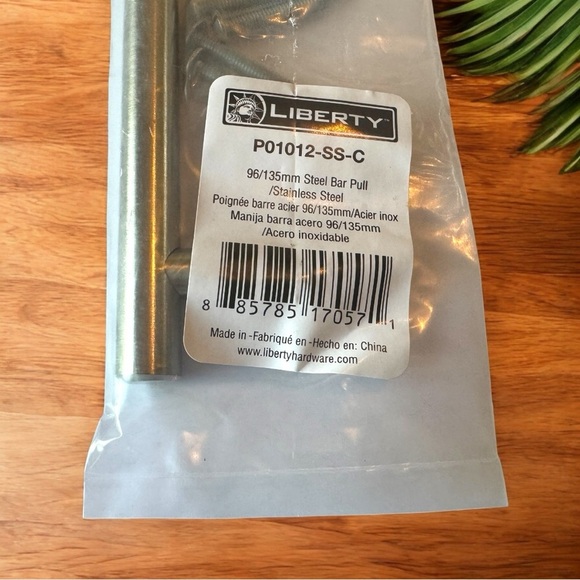 LIBERTY™
P01012-SS-C
96/135mm Steel Bar Pull
/Stainless Steel
Poignée barre acier 96/135mm/Acier inox
Manija barra acero 96/135mm
/Acero inoxidable
8 85785 17057 1
Made in -Fabriqué en -Hecho en: China
www.libertyhardware.com